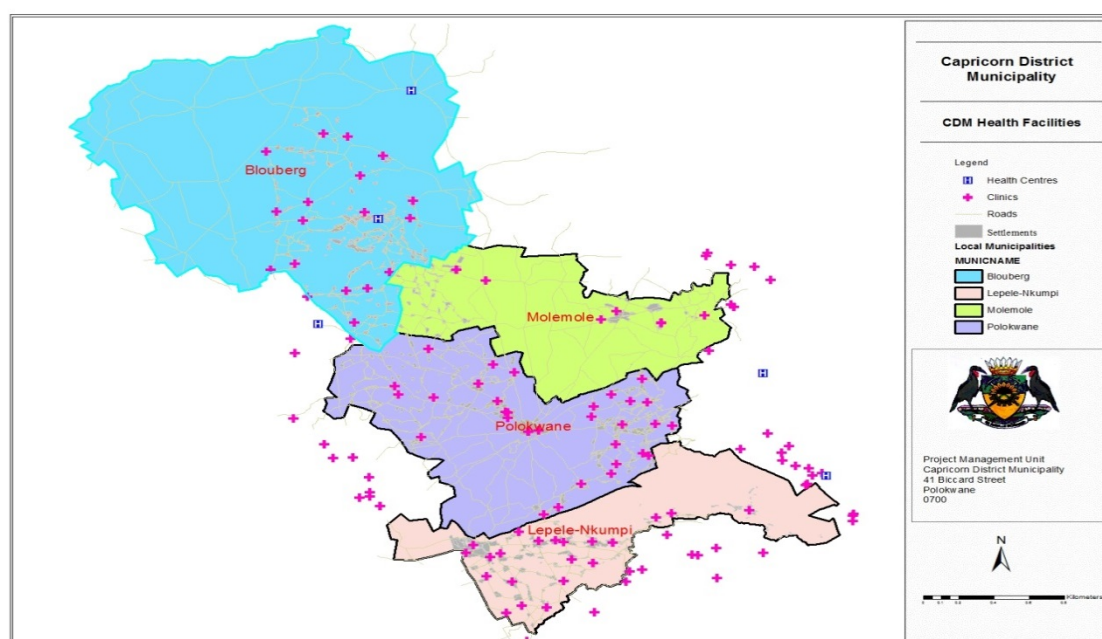 Capricorn District
Municipality
CDM Health Facilities
Legend
H Health Centres
Clinics
Roads
Settlements
Local Municipalities
MUNICNAME
Blouberg
Lepele-Nkumpi
Molemole
Polokwane
Project Management Unit
Capricorn District Municipality
41 Biccard Street
Polokwane
0700
N
Kilometers
Blouberg
Molemole
Polokwane
Lepele-Nkumpi